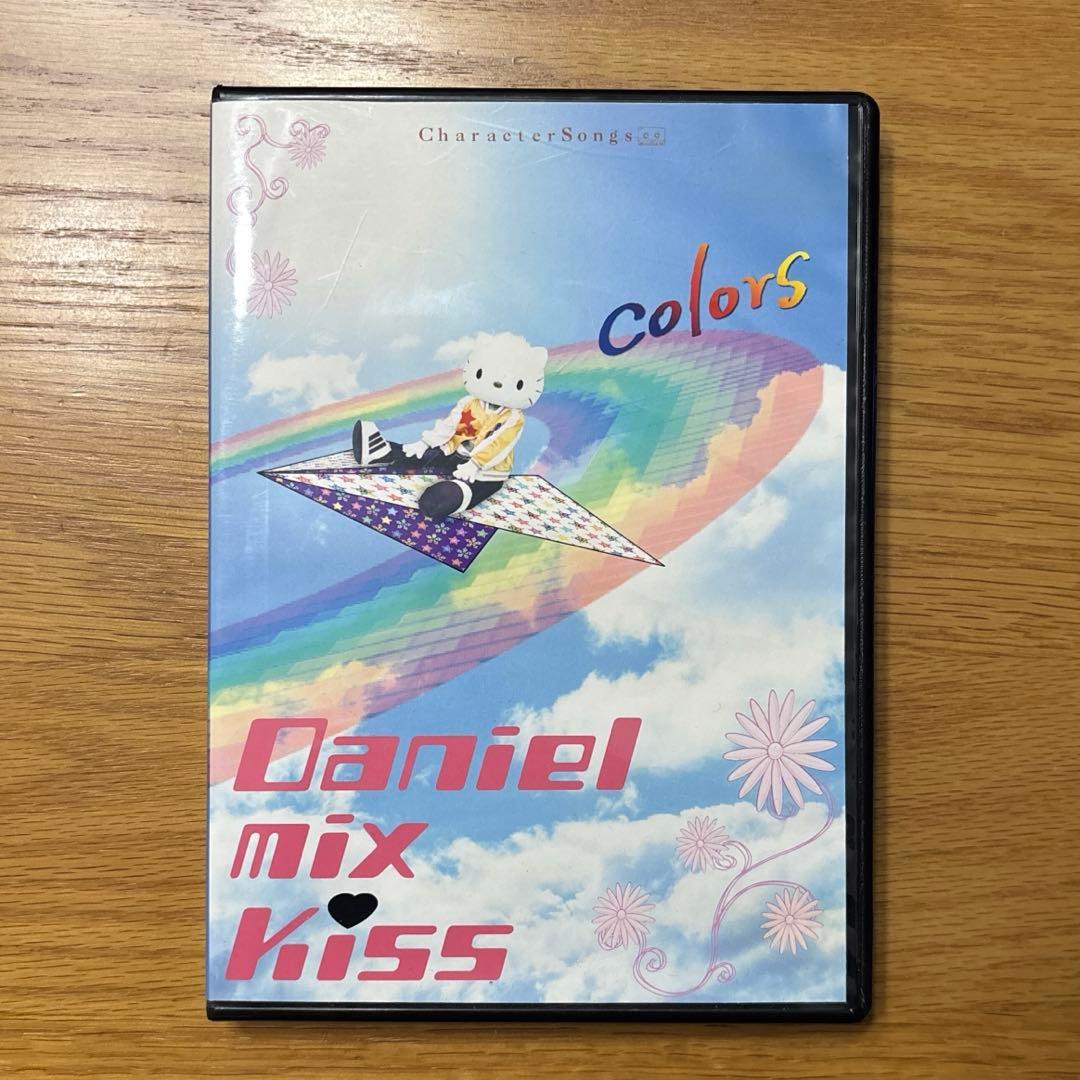 CharacterSongs
colors
Daniel
mix
Kiss